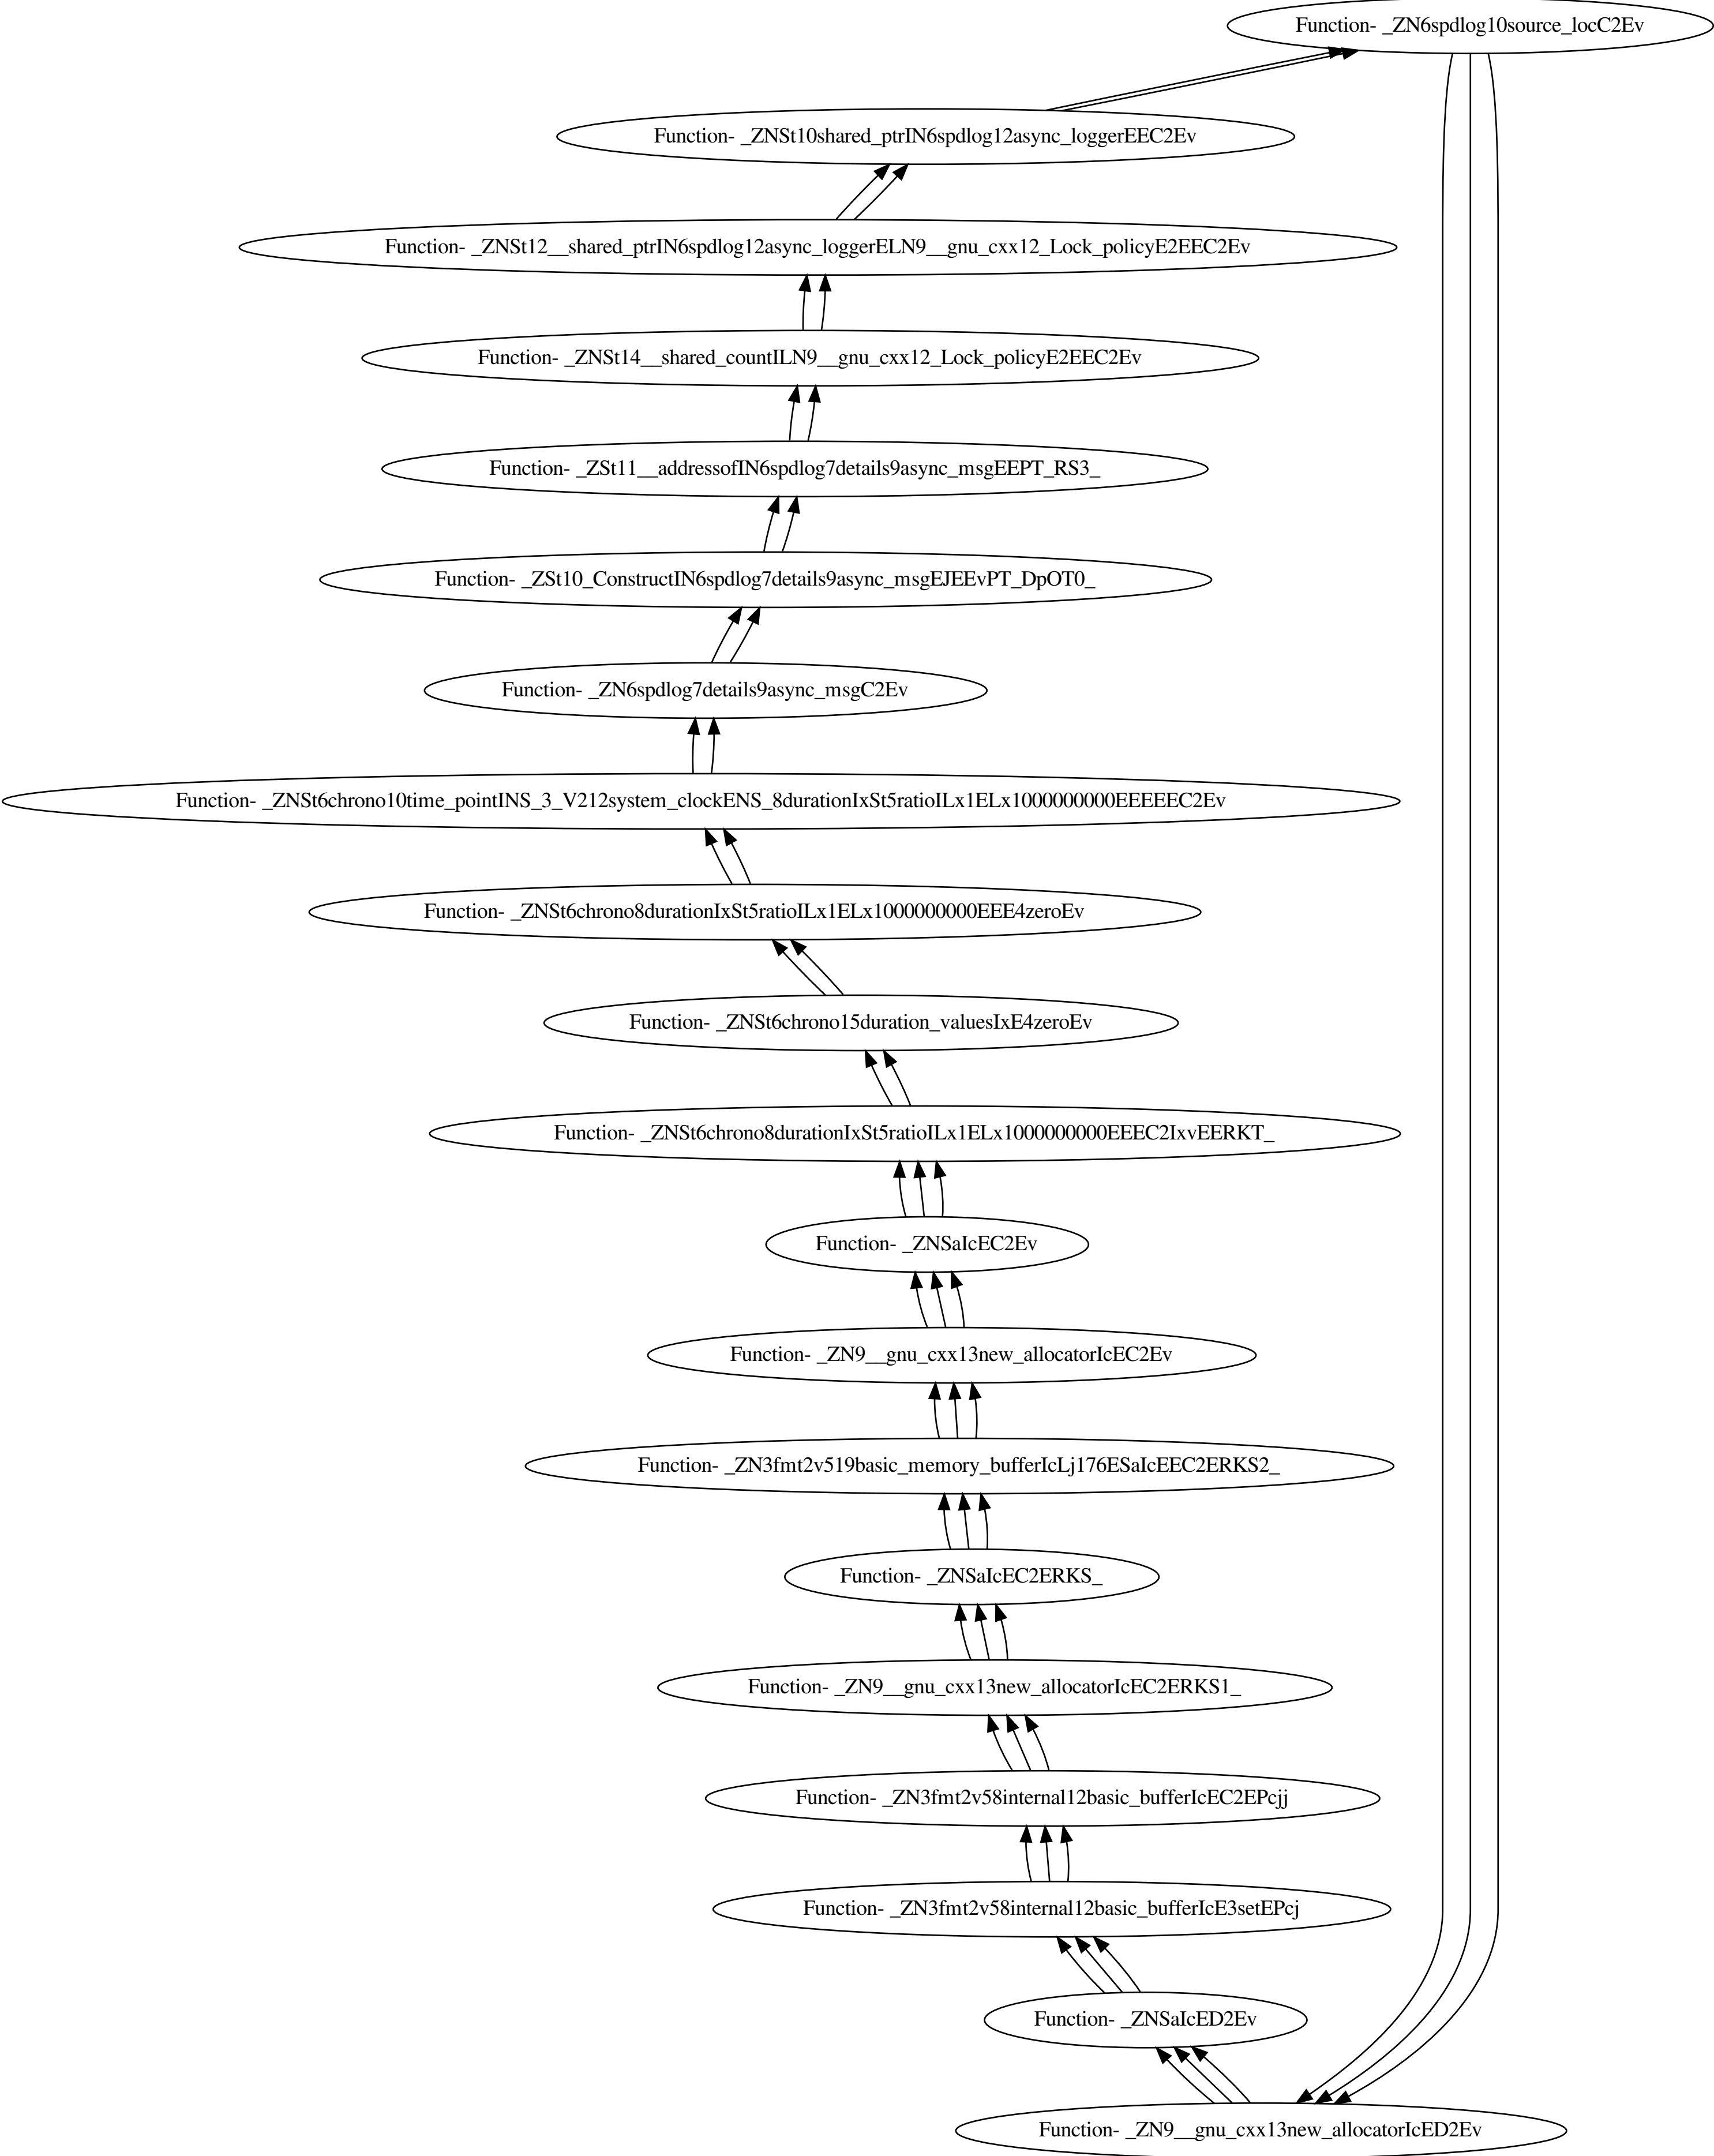 Function- _ZN6spdlog10source_locC2Ev
Function- _ZNSt10shared_ptrIN6spdlog12async_loggerEEC2Ev
Function- _ZNSt12__shared_ptrIN6spdlog12async_loggerELN9__gnu_cxx12_Lock_policyE2EEC2Ev
Function- _ZNSt14__shared_countILN9__gnu_cxx12_Lock_policyE2EEC2Ev
Function- _ZSt11__addressofIN6spdlog7details9async_msgEEPT_RS3_
Function- _ZSt10_ConstructIN6spdlog7details9async_msgEJEEvPT_DpOT0_
Function- _ZN6spdlog7details9async_msgC2Ev
Function- _ZNSt6chrono10time_pointINS_3_V212system_clockENS_8durationIxSt5ratioILx1ELx1000000000EEEEEC2Ev
Function- _ZNSt6chrono8durationIxSt5ratioILx1ELx1000000000EEE4zeroEv
Function- _ZNSt6chrono15duration_valuesIxE4zeroEv
Function- _ZNSt6chrono8durationIxSt5ratioILx1ELx1000000000EEEC2IxvEERKT_
Function- _ZNSaIcEC2Ev
Function- _ZN9__gnu_cxx13new_allocatorIcEC2Ev
Function- _ZN3fmt2v519basic_memory_bufferIcLj176ESaIcEEC2ERKS2_
Function- _ZNSaIcEC2ERKS_
Function- _ZN9__gnu_cxx13new_allocatorIcEC2ERKS1_
Function- _ZN3fmt2v58internal12basic_bufferIcEC2EPcjj
Function- _ZN3fmt2v58internal12basic_bufferIcE3setEPcj
Function- _ZNSaIcED2Ev
Function- _ZN9__gnu_cxx13new_allocatorIcED2Ev